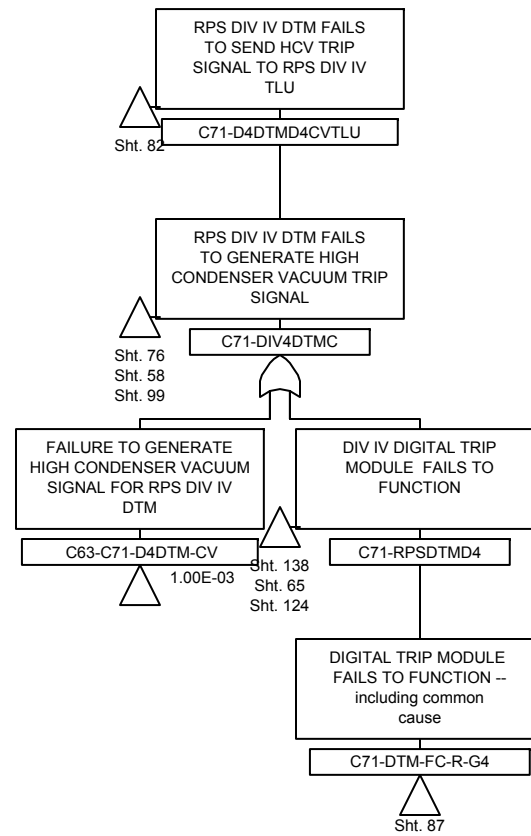 RPS DIV IV DTM FAILS
TO SEND HCV TRIP
SIGNAL TO RPS DIV IV
TLU
C71-D4DTMD4CVTLU
Sht. 82
RPS DIV IV DTM FAILS
TO GENERATE HIGH
CONDENSER VACUUM TRIP
SIGNAL
C71-DIV4DTMC
Sht. 76
Sht. 58
Sht. 99
FAILURE TO GENERATE
HIGH CONDENSER VACUUM
SIGNAL FOR RPS DIV IV
DTM
C63-C71-D4DTM-CV
1.00E-03
DIV IV DIGITAL TRIP
MODULE FAILS TO
FUNCTION
C71-RPSDTMD4
Sht. 138
Sht. 65
Sht. 124
DIGITAL TRIP MODULE
FAILS TO FUNCTION --
including common
cause
C71-DTM-FC-R-G4
Sht. 87